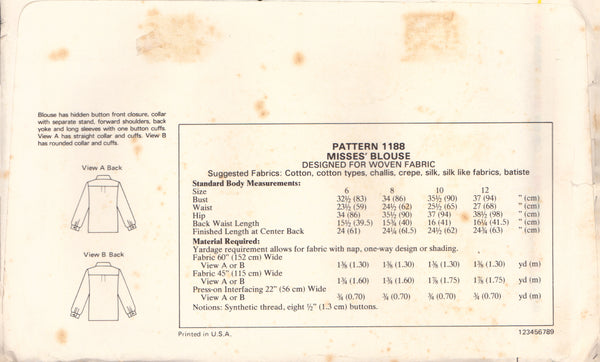 Blouse has hidden button front closure, collar
with separate stand, forward shoulders, back
yoke and long sleeves with one button cuffs.
View A has straight collar and cuffs. View B
has rounded collar and cuffs.
View A Back
View B Back
PATTERN 1188
MISSES' BLOUSE
DESIGNED FOR WOVEN FABRIC
Suggested Fabrics: Cotton, cotton types, challis, crepe, silk, silk like fabrics, batiste
Standard Body Measurements:
Size 6 8 10 12
Bust 32½ (83) 34 (86) 35½ (90) 37 (94) " (cm)
Waist 23½ (59) 24½ (62) 25½ (65) 27 (68) " (cm)
Hip 34 (86) 35½ (90) 37 (94) 38½ (98) " (cm)
Back Waist Length 15½ (39.5) 15¾ (40) 16 (41) 16¼ (41.5) " (cm)
Finished Length at Center Back 24 (61) 24¼ (61.5) 24½ (62) 24¾ (63) " (cm)
Material Required:
Yardage requirement allows for fabric with nap, one-way design or shading.
Fabric 60" (152 cm) Wide
View A or B 1⅜ (1.30) 1⅜ (1.30) 1⅜ (1.30) 1⅜ (1.30) yd (m)
Fabric 45" (115 cm) Wide
View A or B 1¾ (1.60) 1¾ (1.60) 1⅞ (1.75) 1⅞ (1.75) yd (m)
Press-on Interfacing 22" (56 cm) Wide
View A or B ¾ (0.70) ¾ (0.70) ¾ (0.70) ¾ (0.70) yd (m)
Notions: Synthetic thread, eight ½" (1.3 cm) buttons.
Printed in U.S.A.
123456789